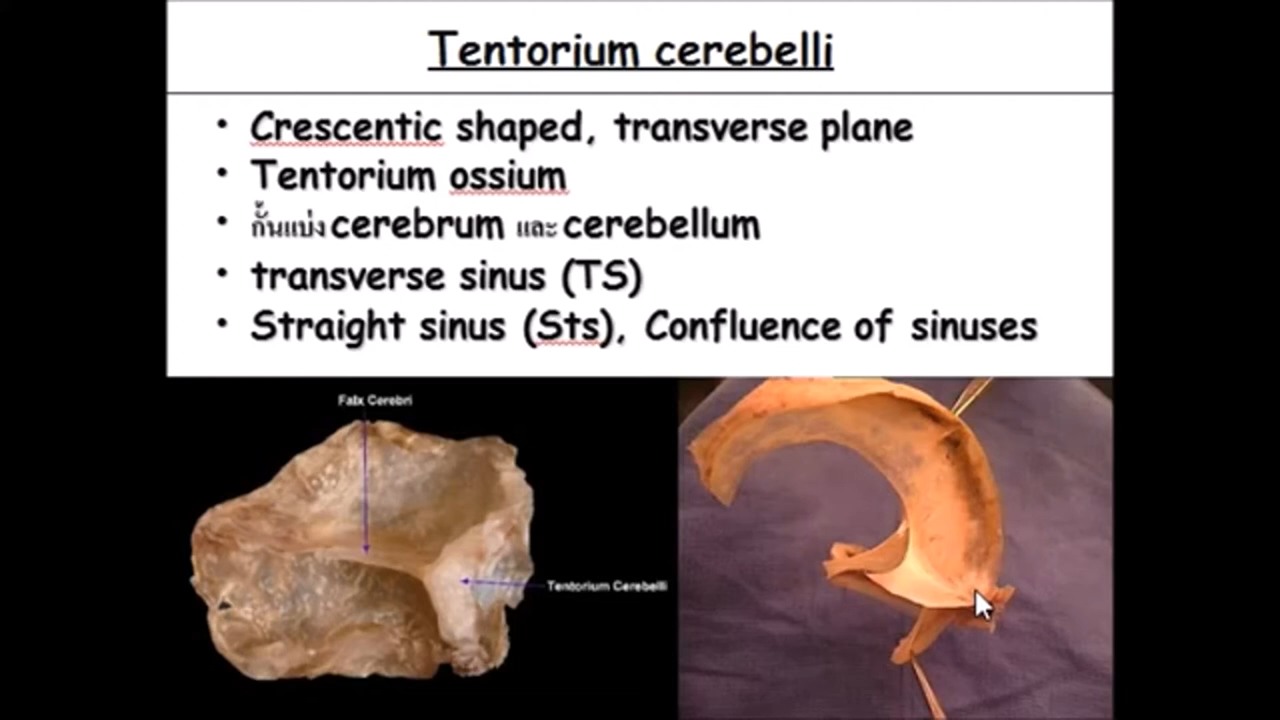 Tentorium cerebelli
• Crescentic shaped, transverse plane
• Tentorium ossium
• กั้นแบ่ง cerebrum และ cerebellum
• transverse sinus (TS)
• Straight sinus (Sts), Confluence of sinuses
Falx Cerebri
Tentorium Cerebelli